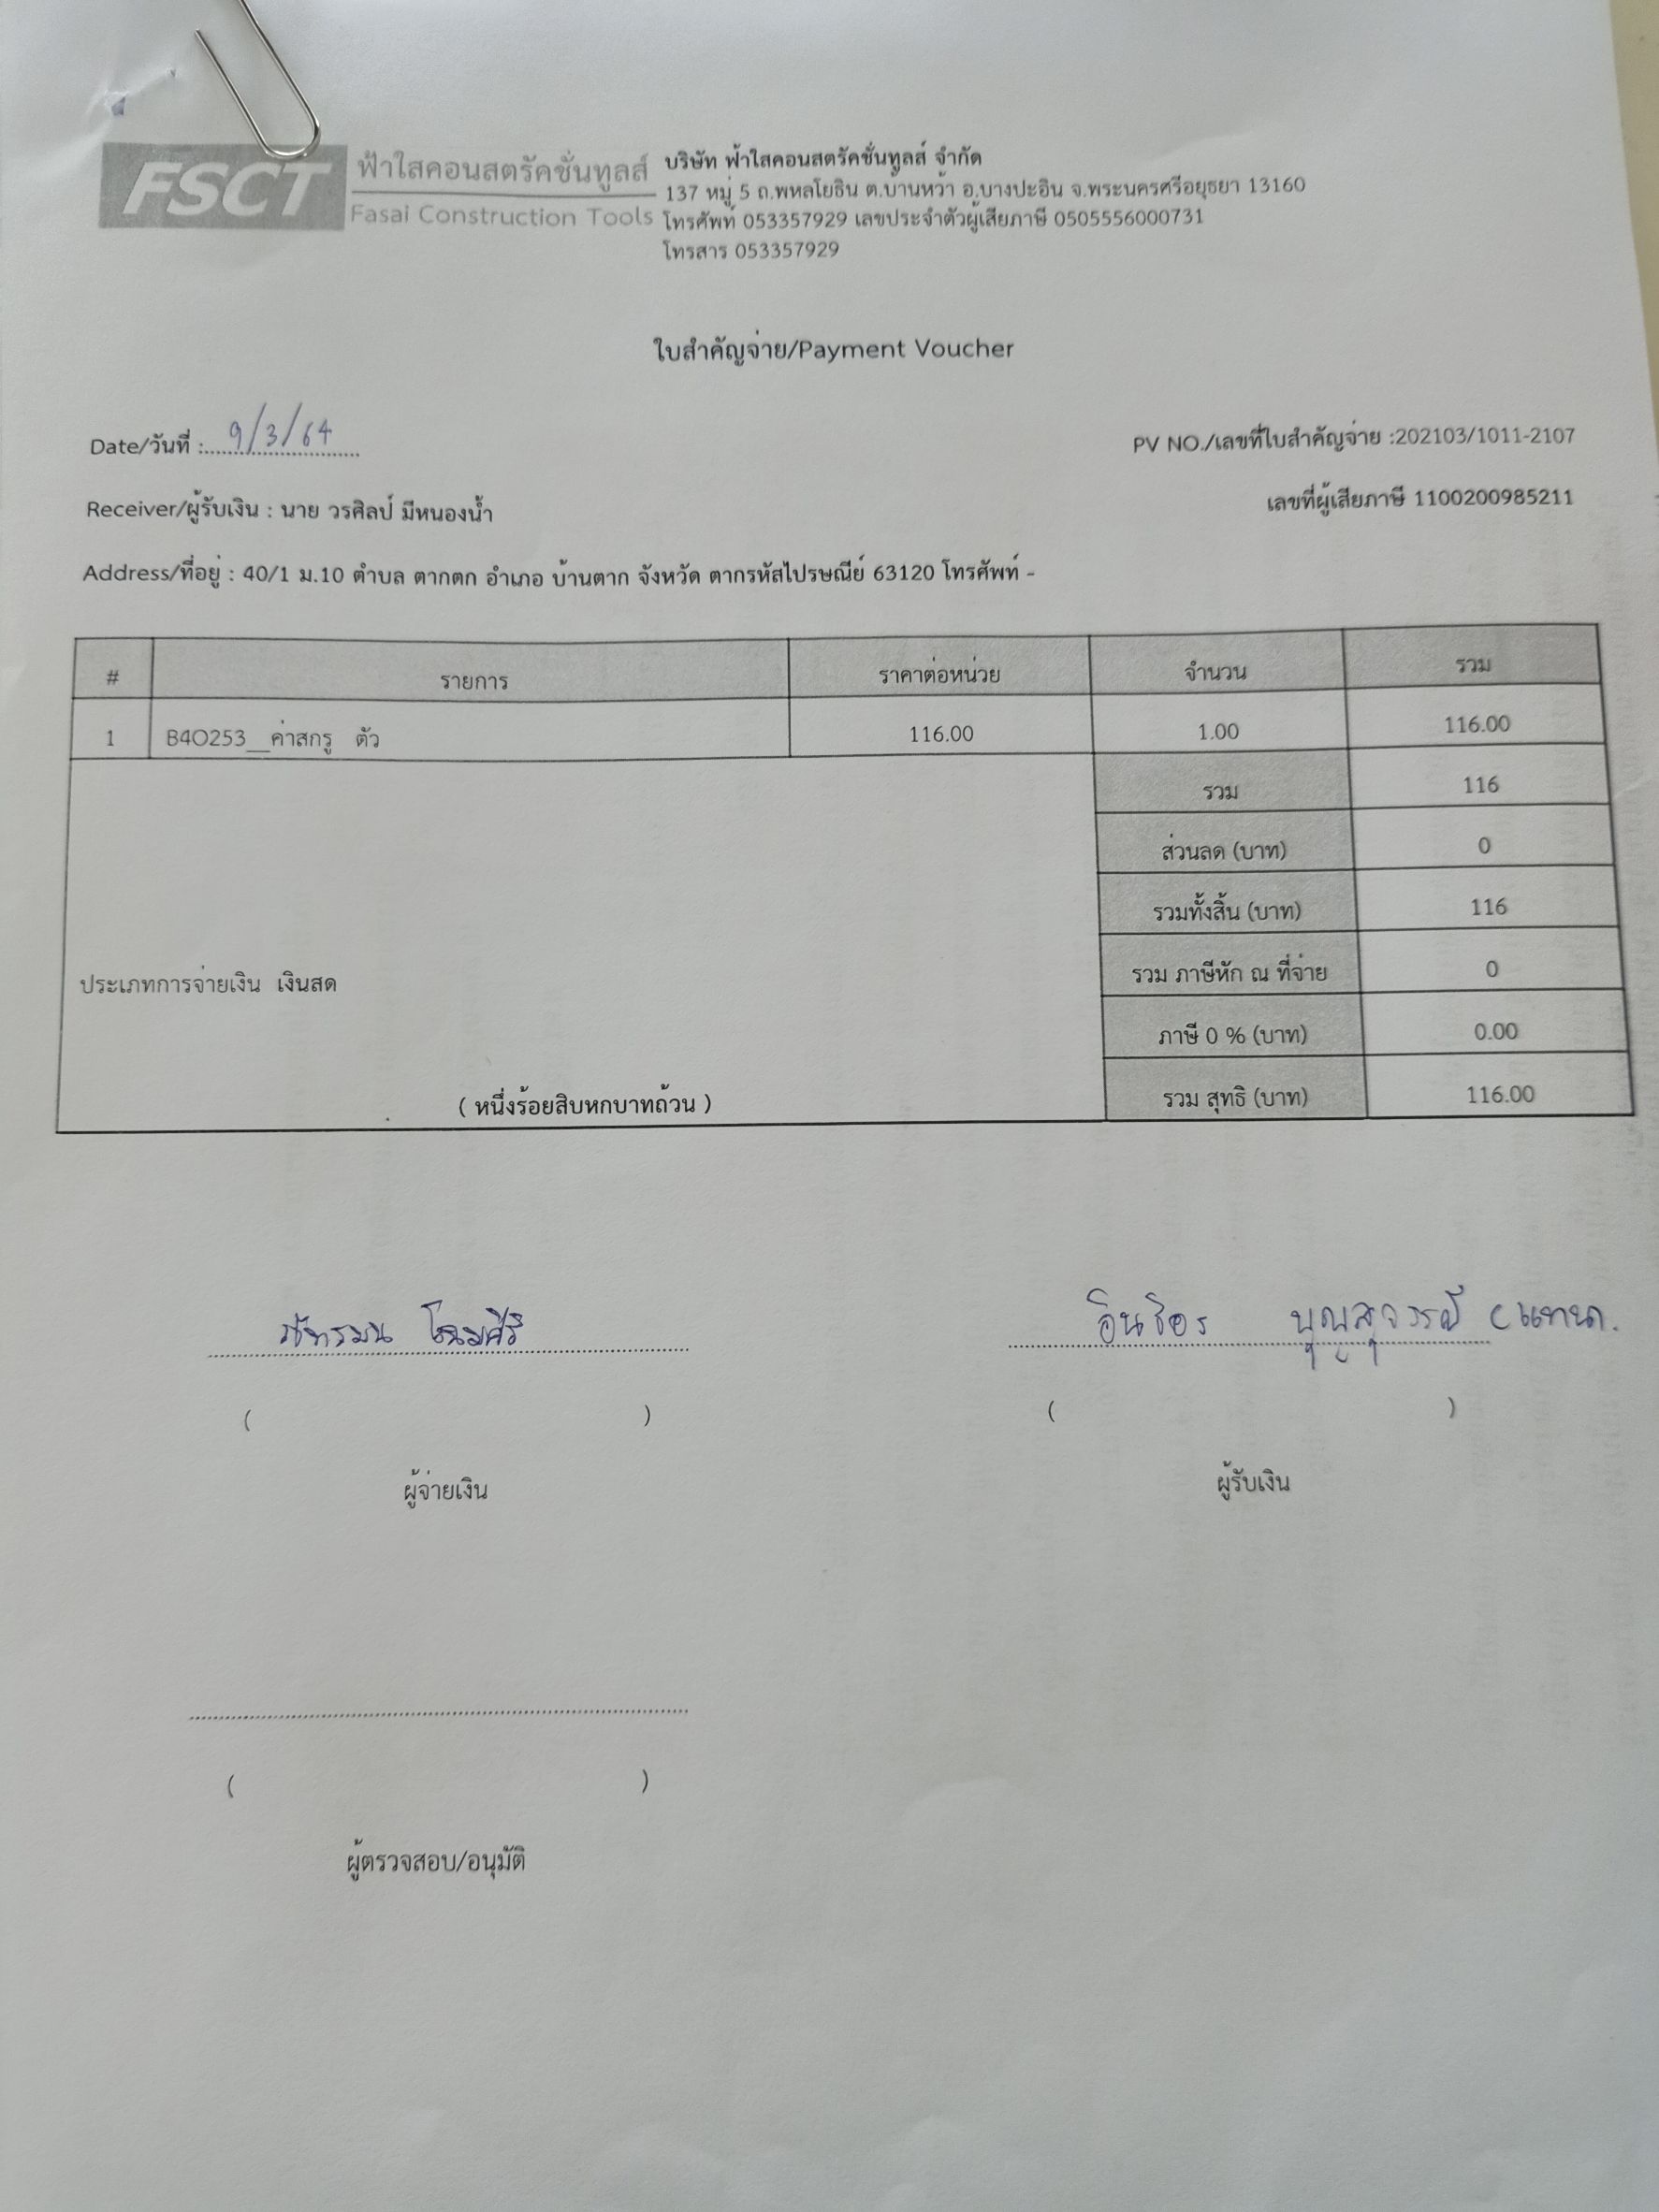 FSCT
ฟ้าใสคอนสตรัคชั่นทูลส์
Fasai Construction Tools
บริษัท ฟ้าใสคอนสตรัคชั่นทูลส์ จำกัด
137 หมู่ 5 ถ.พหลโยธิน ต.บ้านหว้า อ.บางปะอิน จ.พระนครศรีอยุธยา 13160
โทรศัพท์ 053357929 เลขประจำตัวผู้เสียภาษี 0505556000731
โทรสาร 053357929
ใบสำคัญจ่าย/Payment Voucher
Date/วันที่ : 9/3/64
PV NO./เลขที่ใบสำคัญจ่าย :202103/1011-2107
Receiver/ผู้รับเงิน : นาย วรศิลป์ มีหนองน้ำ
เลขที่ผู้เสียภาษี 1100200985211
Address/ที่อยู่ : 40/1 ม.10 ตำบล ตากตก อำเภอ บ้านตาก จังหวัด ตากรหัสไปรษณีย์ 63120 โทรศัพท์ -
# รายการ ราคาต่อหน่วย จำนวน รวม
1 B4O253__ค่าสกรู ตัว 116.00 1.00 116.00
รวม 116
ส่วนลด (บาท) 0
รวมทั้งสิ้น (บาท) 116
ประเภทการจ่ายเงิน เงินสด
รวม ภาษีหัก ณ ที่จ่าย 0
ภาษี 0 % (บาท) 0.00
( หนึ่งร้อยสิบหกบาทถ้วน )
รวม สุทธิ (บาท) 116.00
บุญสุวรรณ์
( )
( )
ผู้จ่ายเงิน
ผู้รับเงิน
( )
ผู้ตรวจสอบ/อนุมัติ